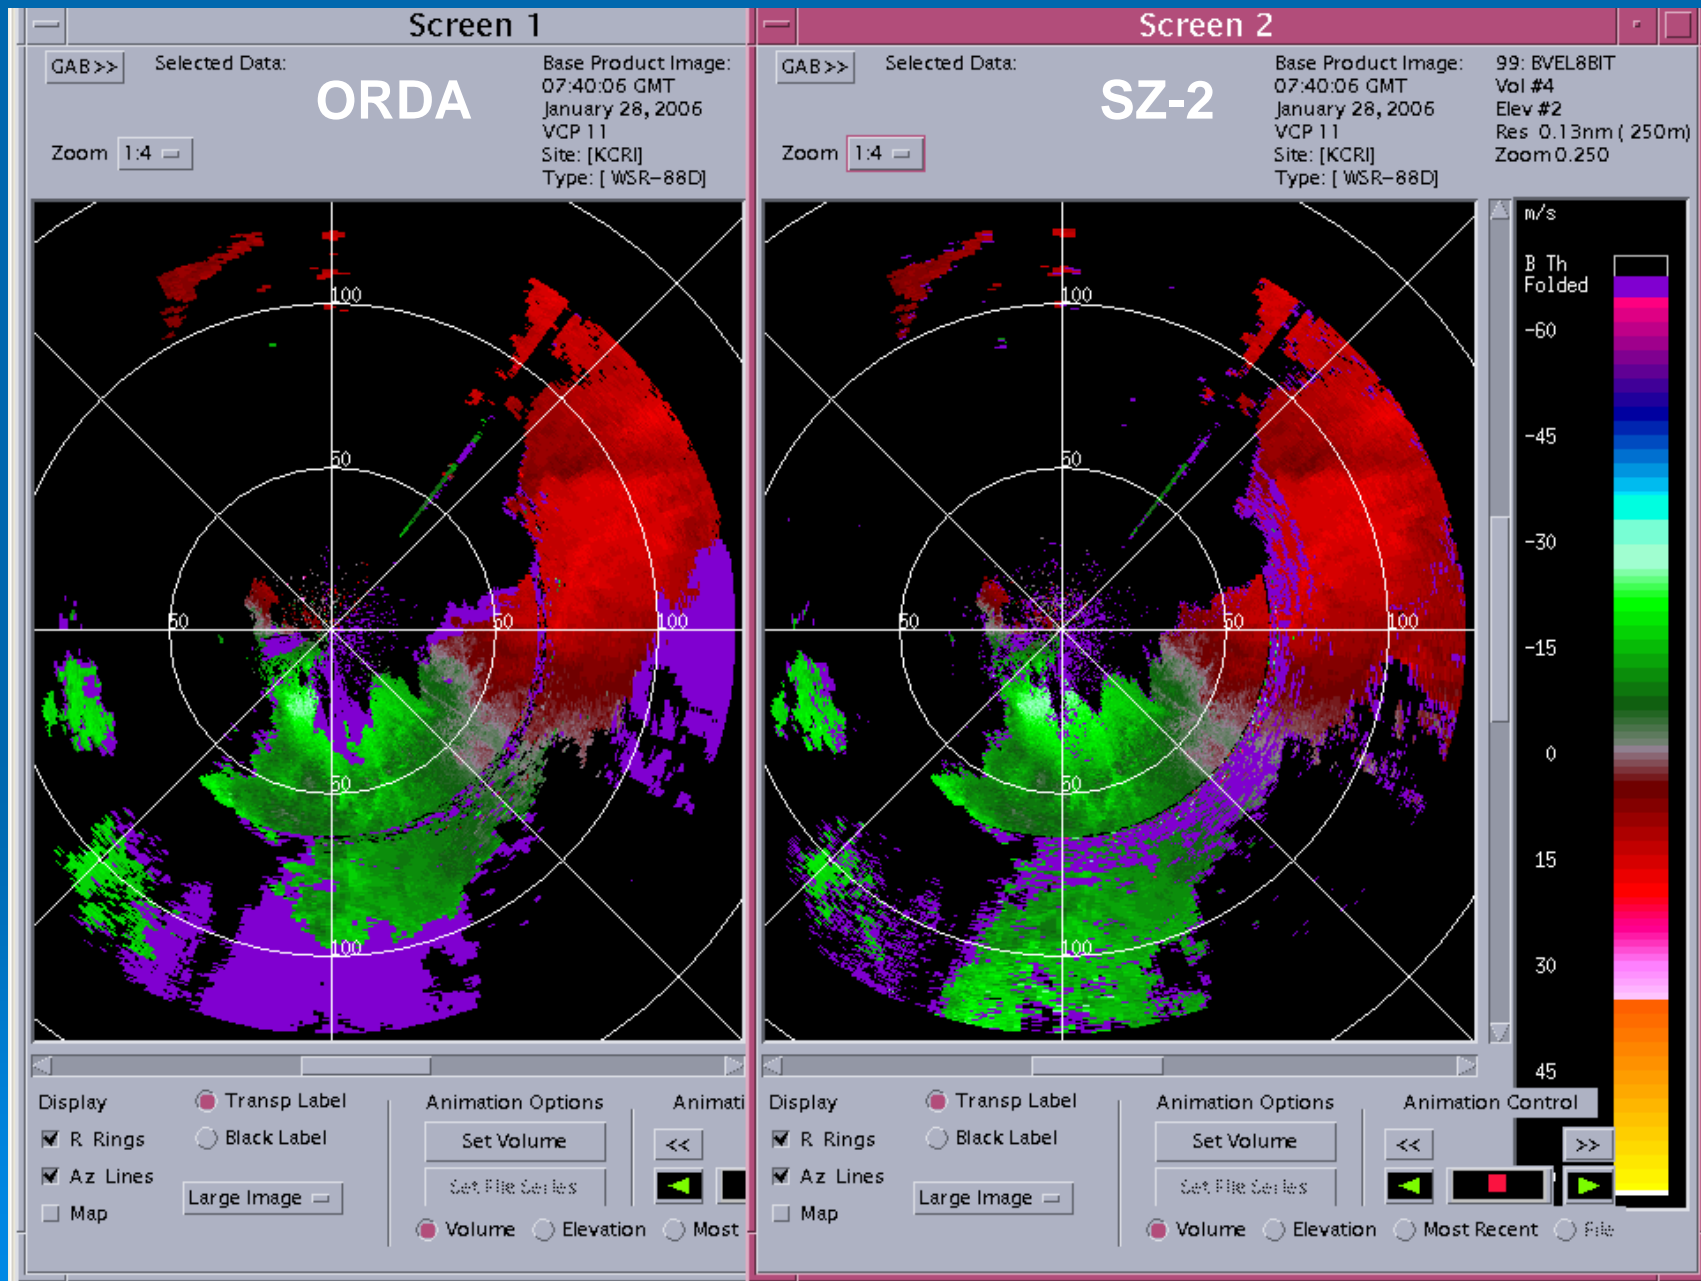 Screen 1
GAB>>
Selected Data:
ORDA
Base Product Image:
07:40:06 GMT
January 28, 2006
VCP 11
Site: [KCRI]
Type: [ WSR-88D]
Zoom 1:4
100
50
50
50
100
50
100
Display
R Rings
Az Lines
Map
Transp Label
Black Label
Large Image
Animation Options
Set Volume
Set File Series
Volume
Elevation
Most
Animati
<<
Screen 2
GAB>>
Selected Data:
SZ-2
Base Product Image:
07:40:06 GMT
January 28, 2006
VCP 11
Site: [KCRI]
Type: [ WSR-88D]
99: BVEL8BIT
Vol #4
Elev #2
Res 0.13nm ( 250m)
Zoom 0.250
Zoom 1:4
100
50
50
50
100
50
100
m/s
B Th
Folded
-60
-45
-30
-15
0
15
30
45
Display
R Rings
Az Lines
Map
Transp Label
Black Label
Large Image
Animation Options
Set Volume
Set File Series
Volume
Elevation
Most Recent
File
Animation Control
<<
>>